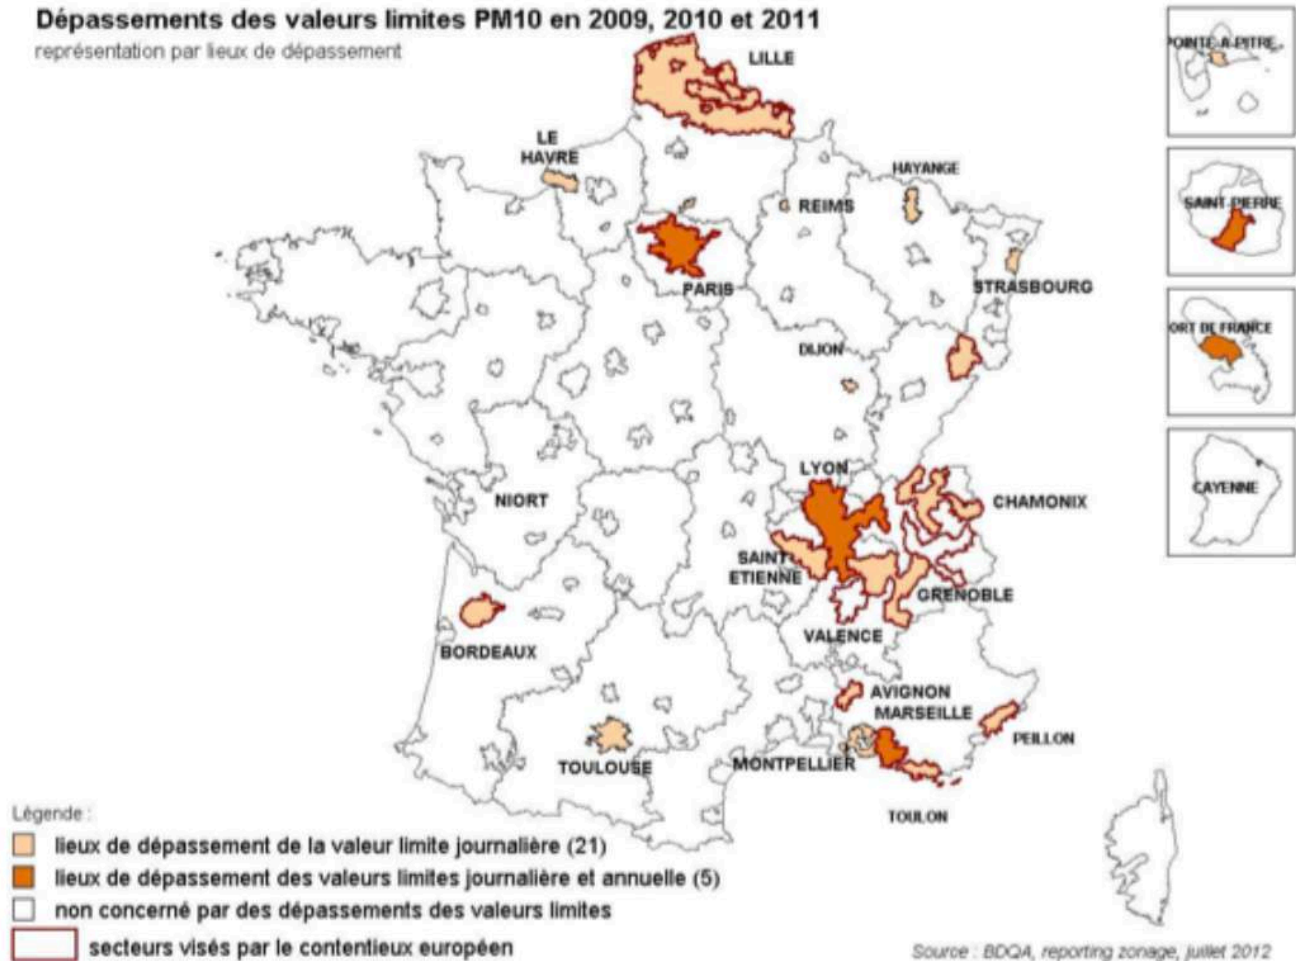 Dépassements des valeurs limites PM10 en 2009, 2010 et 2011
représentation par lieux de dépassement
LILLE
POINTE-A-PITRE
LE
HAVRE
HAYANGE
REIMS
SAINT-PIERRE
PARIS
STRASBOURG
ORT DE FRANCE
DIJON
LYON
CAYENNE
NIORT
CHAMONIX
SAINT
ETIENNE
GRENOBLE
VALENCE
BORDEAUX
AVIGNON
MARSEILLE
PEILLON
TOULOUSE
MONTPELLIER
TOULON
Légende :
lieux de dépassement de la valeur limite journalière (21)
lieux de dépassement des valeurs limites journalière et annuelle (5)
non concerné par des dépassements des valeurs limites
secteurs visés par le contentieux européen
Source : BDQA, reporting zonage, juillet 2012